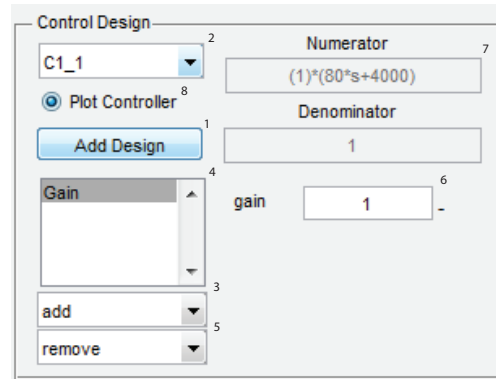 Control Design
2
C1_1
Numerator
7
(1)*(80*s+4000)
Plot Controller
8
Denominator
1
Add Design
1
4
Gain
gain
1
6
-
3
add
5
remove